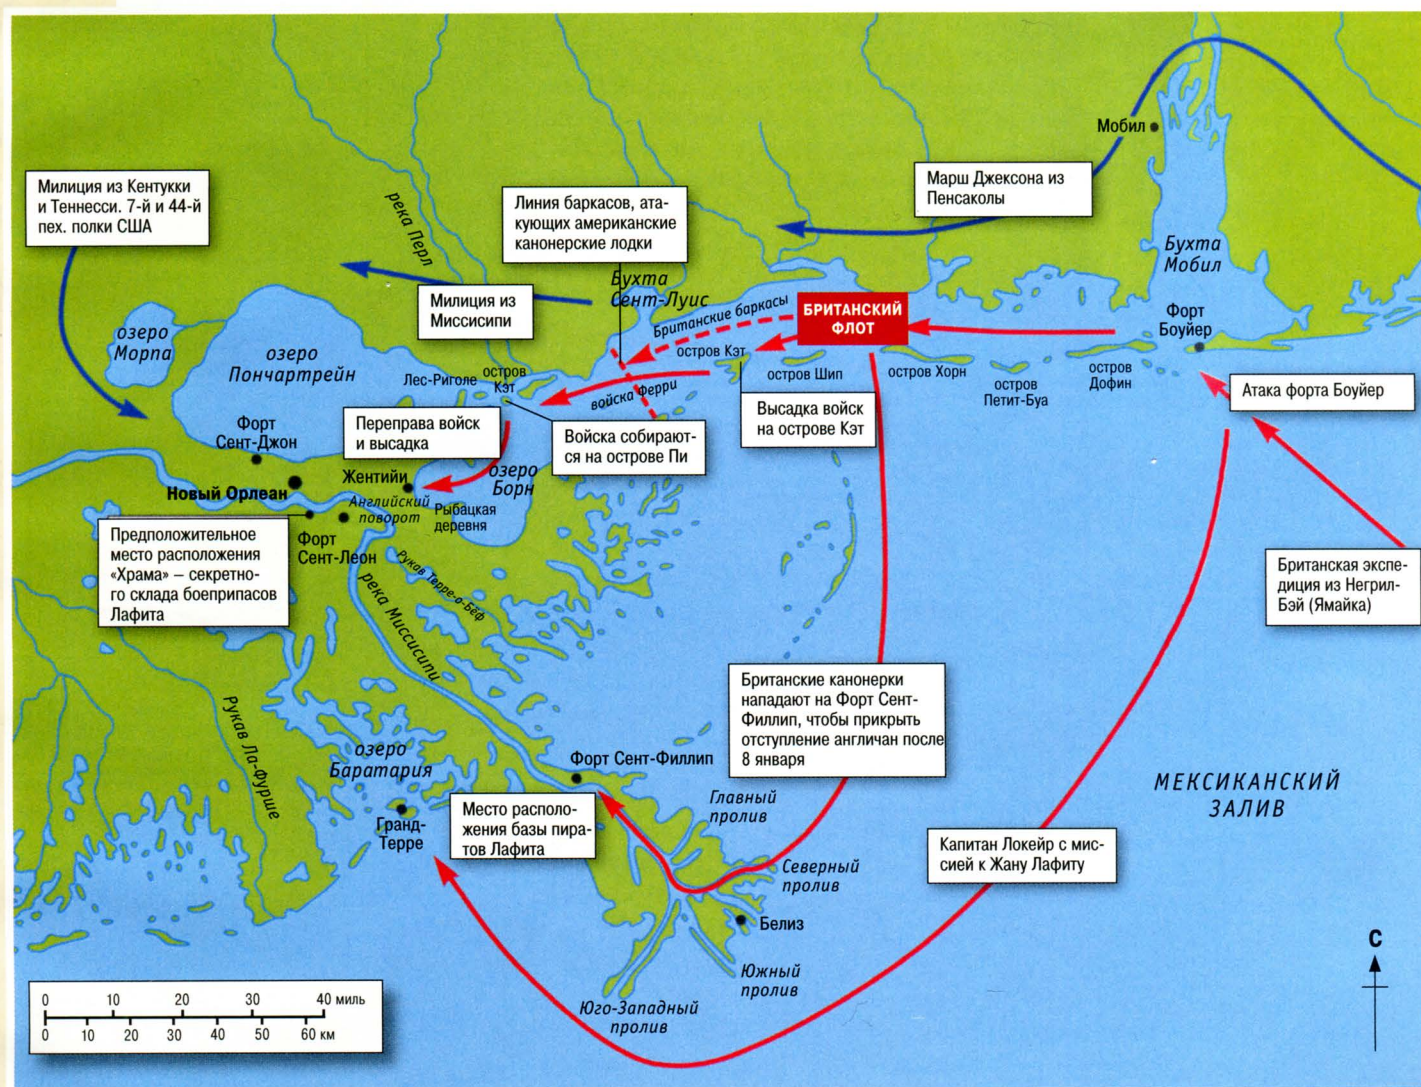 Мобил
Милиция из Кентукки
и Теннесси. 7-й и 44-й
пех. полки США
река Перл
Линия баркасов, ата-
кующих американские
канонерские лодки
Марш Джексона из
Пенсаколы
Бухта
Мобил
Бухта
Сент-Луис
Милиция из
Миссисипи
Британские баркасы
БРИТАНСКИЙ
ФЛОТ
Форт
Боуйер
озеро
Морпа
озеро
Пончартрейн
Лес-Риголе
остров
Кэт
остров Кэт
войска Ферри
остров Шип
остров Хорн
остров
Петит-Буа
остров
Дофин
Атака форта Боуйер
Форт
Сент-Джон
Переправа войск
и высадка
Войска собирают-
ся на острове Пи
Высадка войск
на острове Кэт
Новый Орлеан
Жентийи
Английский
поворот
озеро
Борн
Рыбацкая
деревня
Предположительное
место расположения
«Храма» – секретно-
го склада боеприпасов
Лафита
Форт
Сент-Леон
Рукав Терре-о-Бёф
река Миссисипи
Британская экспе-
диция из Негрил-
Бэй (Ямайка)
Рукав Ла-Фурше
озеро
Баратария
Форт Сент-Филлип
Британские канонерки
нападают на Форт Сент-
Филлип, чтобы прикрыть
отступление англичан после
8 января
МЕКСИКАНСКИЙ
ЗАЛИВ
Гранд-
Терре
Место располо-
жения базы пира-
тов Лафита
Главный
пролив
Северный
пролив
Капитан Локейр с мис-
сией к Жану Лафиту
Белиз
Южный
пролив
Юго-Западный
пролив
С
0 10 20 30 40 миль
0 10 20 30 40 50 60 км